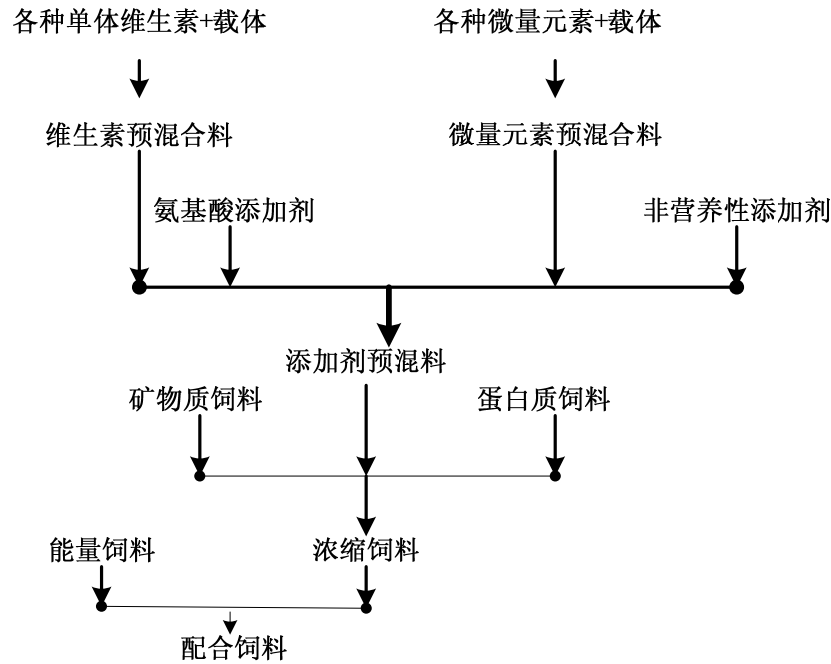 各种单体维生素+载体
各种微量元素+载体
维生素预混合料
微量元素预混合料
氨基酸添加剂
非营养性添加剂
添加剂预混料
矿物质饲料
蛋白质饲料
能量饲料
浓缩饲料
配合饲料